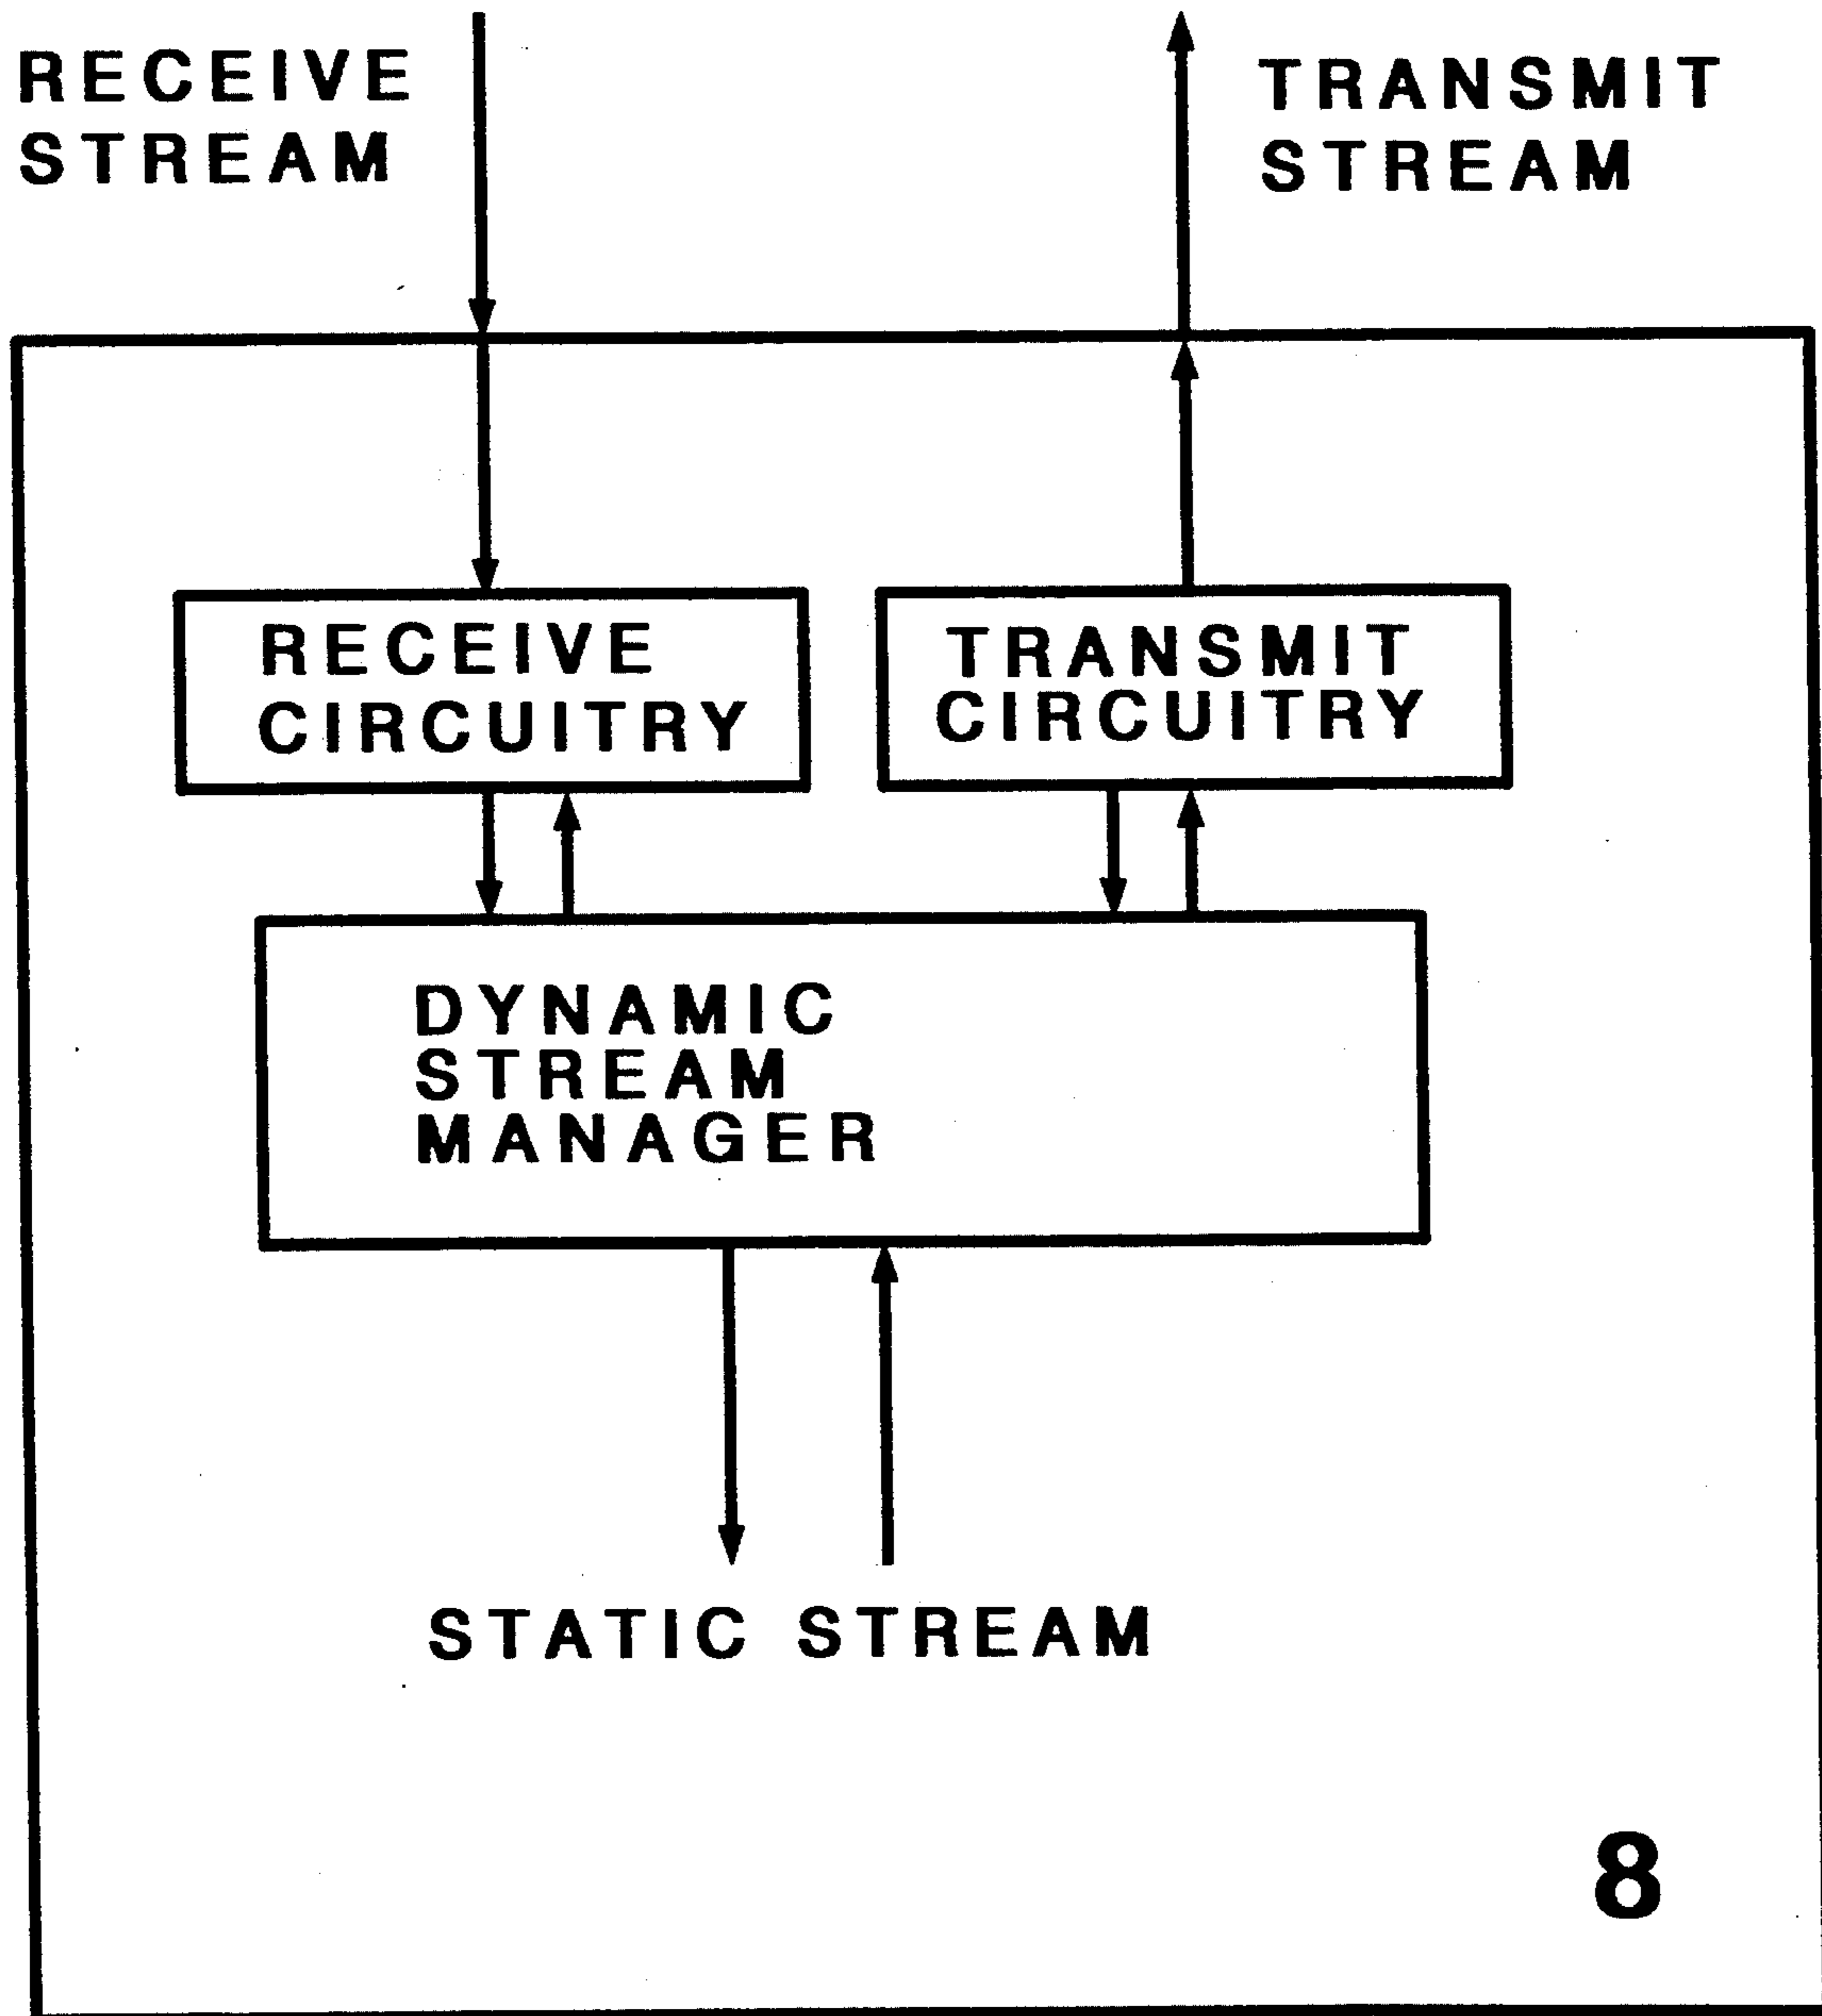 RECEIVE
STREAM
TRANSMIT
STREAM
RECEIVE
CIRCUITRY
TRANSMIT
CIRCUITRY
DYNAMIC
STREAM
MANAGER
STATIC STREAM
8